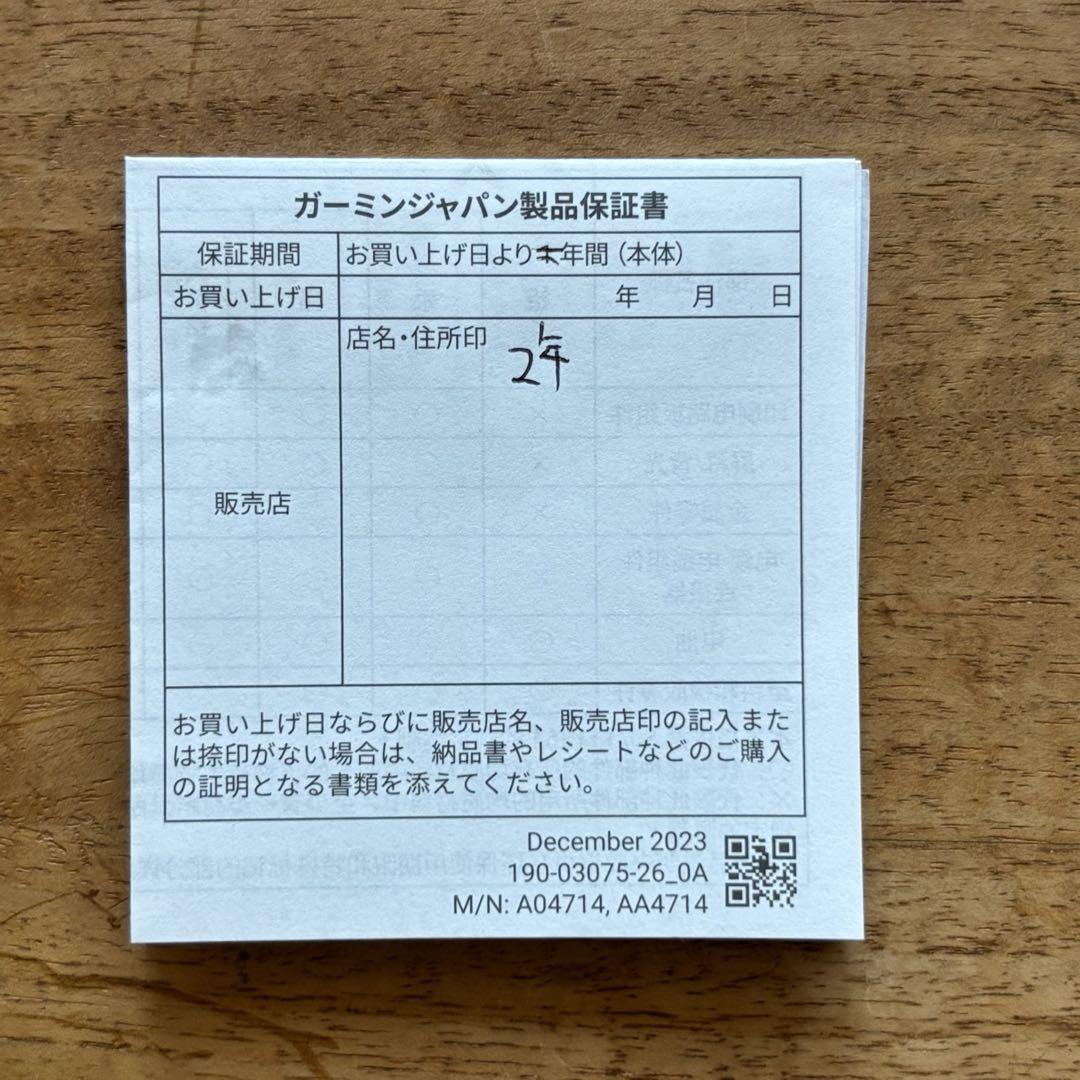 ガーミンジャパン製品保証書
保証期間 お買い上げ日より1年間（本体）
お買い上げ日 年 月 日
店名・住所印
2年
販売店
お買い上げ日ならびに販売店名、販売店印の記入また
は捺印がない場合は、納品書やレシートなどのご購入
の証明となる書類を添えてください。
December 2023
190-03075-26_0A
M/N: A04714, AA4714